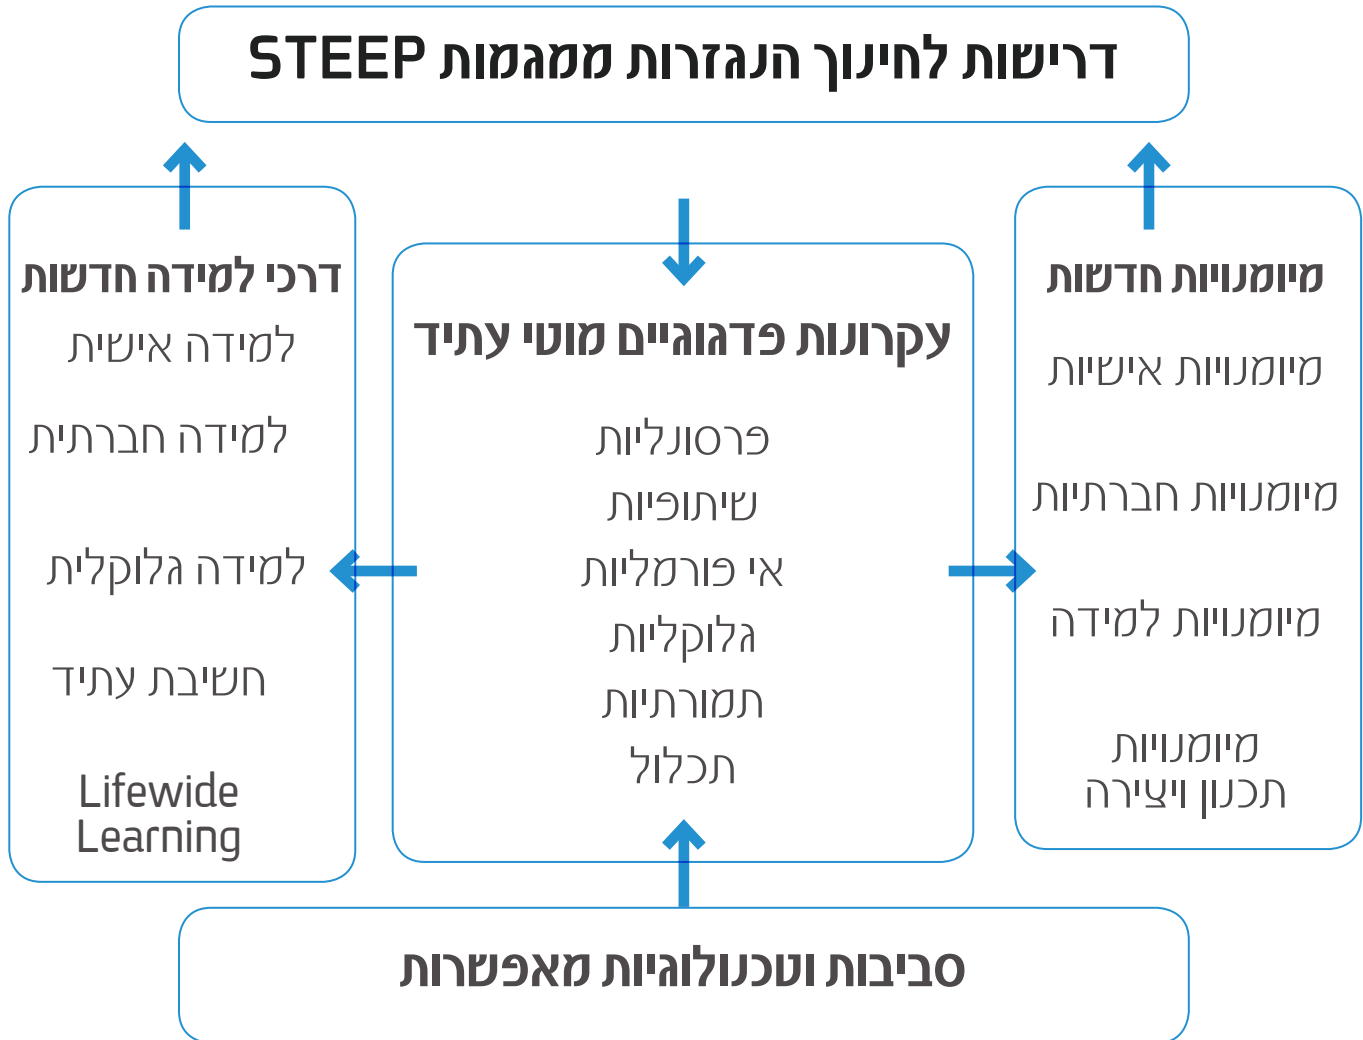 דרישות לחינוך הנגזרות ממגמות STEEP
מיומנויות חדשות
מיומנויות אישיות
מיומנויות חברתיות
מיומנויות למידה
מיומנויות
תכנון ויצירה
עקרונות פדגוגיים מוטי עתיד
פרסונליות
שיתופיות
אי פורמליות
גלוקליות
תמורתיות
תכלול
דרכי למידה חדשות
למידה אישית
למידה חברתית
למידה גלוקלית
חשיבת עתיד
Lifewide
Learning
סביבות וטכנולוגיות מאפשרות